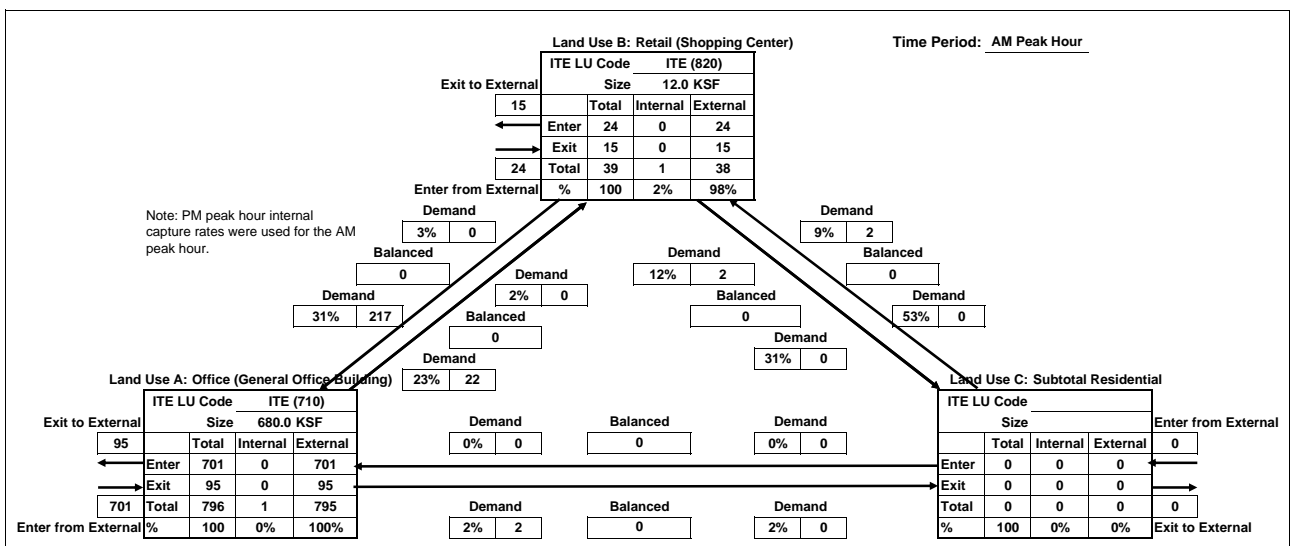 Land Use B: Retail (Shopping Center)
Time Period: AM Peak Hour
ITE LU Code ITE (820)
Exit to External Size 12.0 KSF
15 Total Internal External
Enter 24 0 24
Exit 15 0 15
24 Total 39 1 38
Enter from External % 100 2% 98%
Note: PM peak hour internal
capture rates were used for the AM
peak hour.
Demand
3% 0
Balanced
0
Demand
31% 217
Demand
2% 0
Balanced
0
Demand
23% 22
Demand
12% 2
Balanced
0
Demand
31% 0
Demand
9% 2
Balanced
0
Demand
53% 0
Land Use A: Office (General Office Building)
ITE LU Code ITE (710)
Exit to External Size 680.0 KSF
95 Total Internal External
Enter 701 0 701
Exit 95 0 95
701 Total 796 1 795
Enter from External % 100 0% 100%
Demand Balanced Demand
0% 0 0 0% 0
Demand Balanced Demand
2% 2 0 2% 0
Land Use C: Subtotal Residential
ITE LU Code
Size Enter from External
Total Internal External 0
Enter 0 0 0
Exit 0 0 0
Total 0 0 0 0
% 100 0% 0% Exit to External